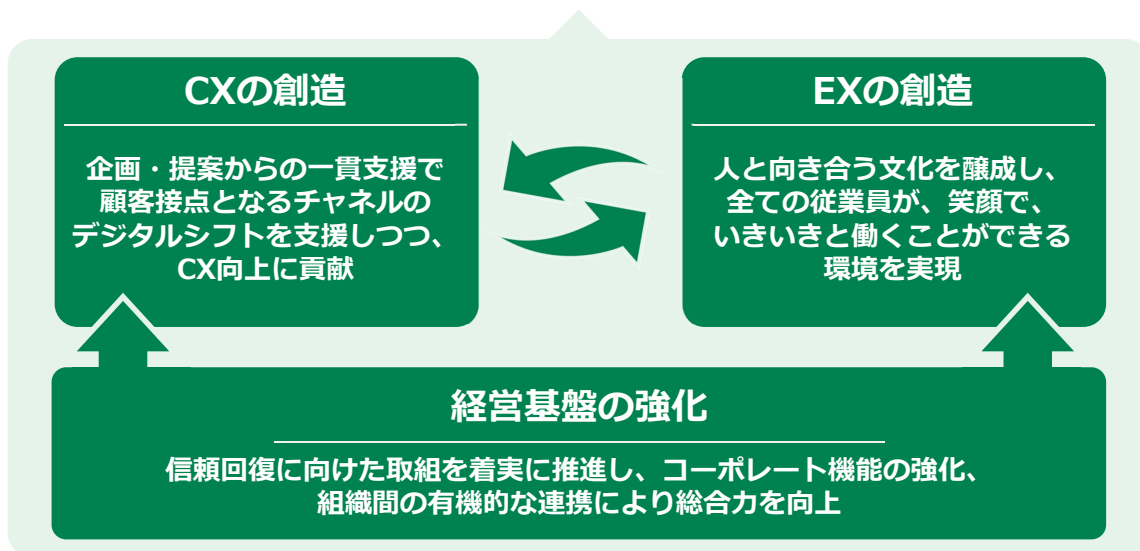 CXの創造
企画・提案からの一貫支援で
顧客接点となるチャネルの
デジタルシフトを支援しつつ、
CX向上に貢献
EXの創造
人と向き合う文化を醸成し、
全ての従業員が、笑顔で、
いきいきと働くことができる
環境を実現
経営基盤の強化
信頼回復に向けた取組を着実に推進し、コーポレート機能の強化、
組織間の有機的な連携により総合力を向上